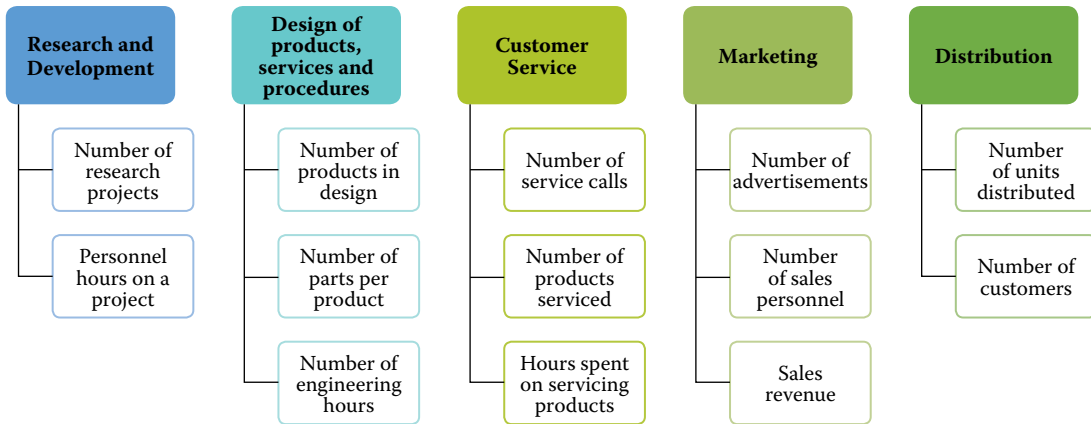 Research and
Development
Number of
research
projects
Personnel
hours on a
project
Design of
products,
services and
procedures
Number of
products in
design
Number of
parts per
product
Number of
engineering
hours
Customer
Service
Number of
service calls
Number of
products
serviced
Hours spent
on servicing
products
Marketing
Number of
advertisements
Number
of sales
personnel
Sales
revenue
Distribution
Number
of units
distributed
Number of
customers